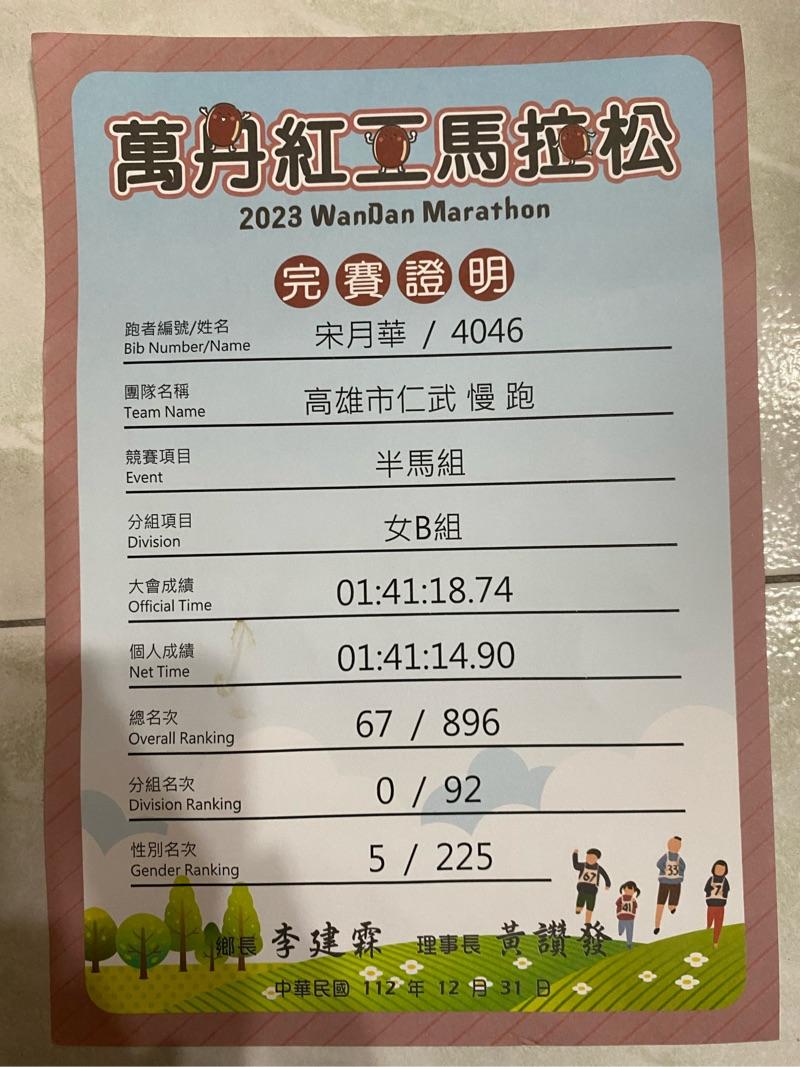 萬丹紅豆馬拉松
2023 WanDan Marathon
完賽證明
跑者編號/姓名
Bib Number/Name
宋月華 / 4046
團隊名稱
Team Name
高雄市仁武 慢 跑
競賽項目
Event
半馬組
分組項目
Division
女B組
大會成績
Official Time
01:41:18.74
個人成績
Net Time
01:41:14.90
總名次
Overall Ranking
67 / 896
分組名次
Division Ranking
0 / 92
性別名次
Gender Ranking
5 / 225
67
41
33
7
鄉長 李建霖 理事長 黃讚發
中華民國 112 年 12 月 31 日